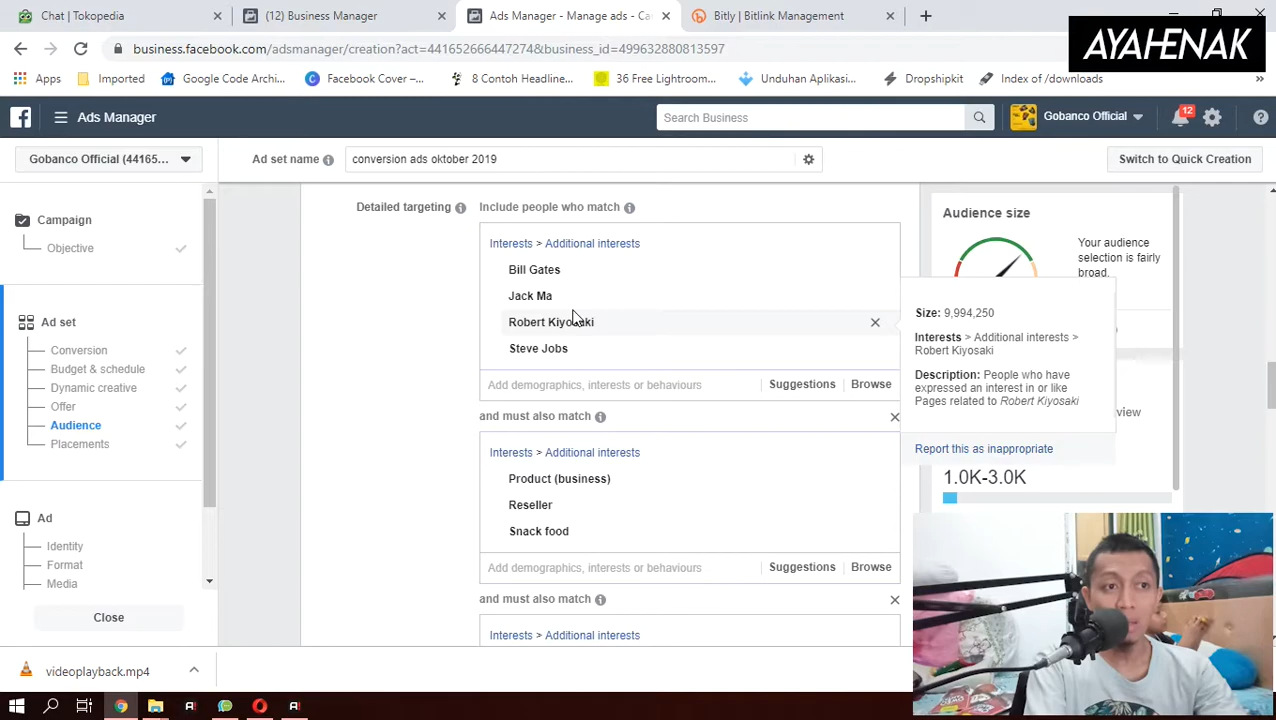 Chat | Tokopedia
(12) Business Manager
Ads Manager - Manage ads - Ca
Bitly | Bitlink Management
business.facebook.com/adsmanager/creation?act=441652666447274&business_id=499632880813597
AYAHENAK
Apps
Imported
Google Code Archi...
Facebook Cover –...
8 Contoh Headline...
36 Free Lightroom...
Unduhan Aplikasi...
Dropshipkit
Index of /downloads
Ads Manager
Search Business
Gobanco Official
12
Gobanco Official (44165...
Ad set name
conversion ads oktober 2019
Switch to Quick Creation
Campaign
Objective
Ad set
Conversion
Budget & schedule
Dynamic creative
Offer
Audience
Placements
Ad
Identity
Format
Media
Close
Detailed targeting
Include people who match
Interests > Additional interests
Bill Gates
Jack Ma
Robert Kiyosaki
Steve Jobs
Add demographics, interests or behaviours
Suggestions
Browse
and must also match
Interests > Additional interests
Product (business)
Reseller
Snack food
Add demographics, interests or behaviours
Suggestions
Browse
and must also match
Interests > Additional interests
Audience size
Your audience
selection is fairly
broad.
Size: 9,994,250
Interests > Additional interests >
Robert Kiyosaki
Description: People who have
expressed an interest in or like
Pages related to Robert Kiyosaki
Report this as inappropriate
1.0K-3.0K
videoplayback.mp4